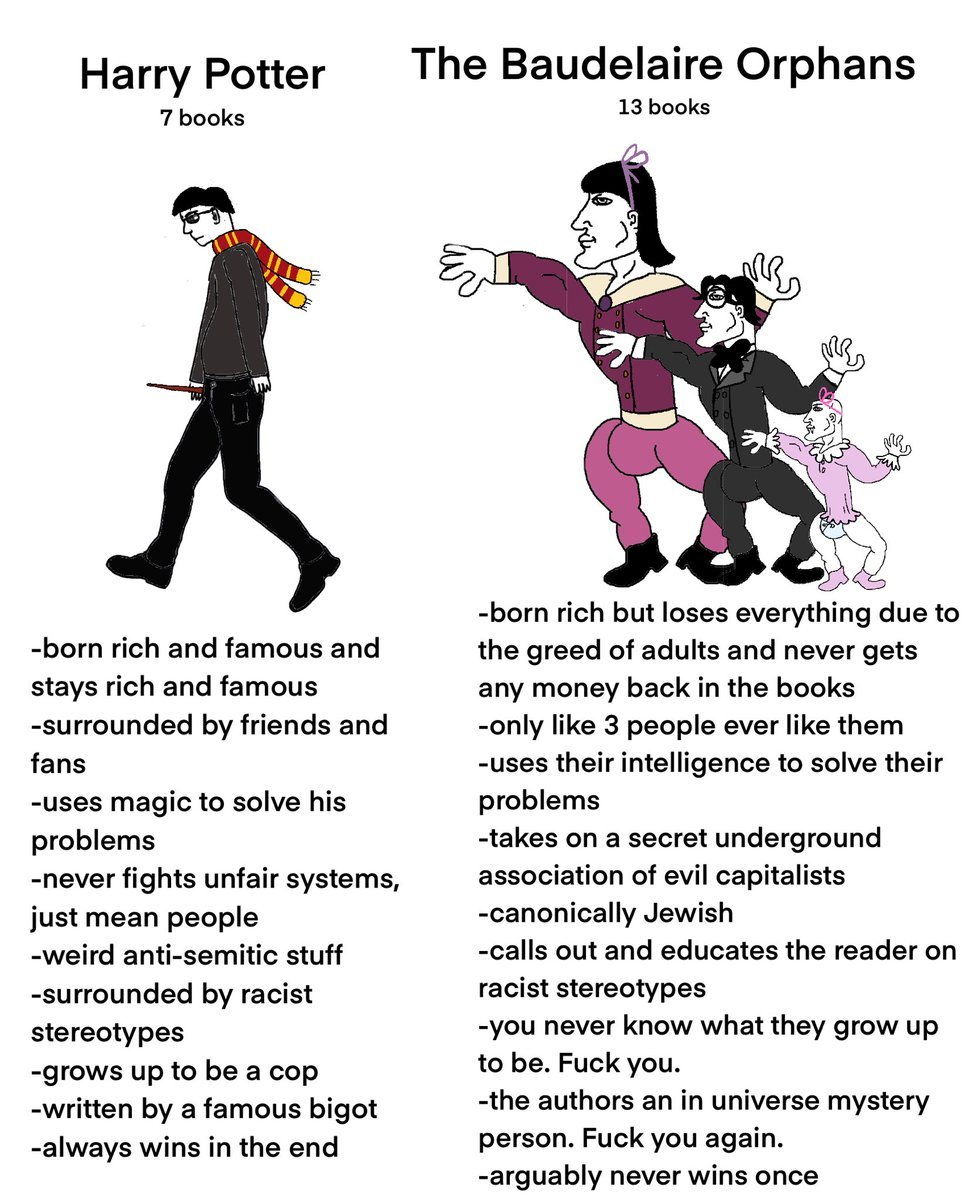 Harry Potter
7 books
-born rich and famous and
stays rich and famous
-surrounded by friends and
fans
-uses magic to solve his
problems
-never fights unfair systems,
just mean people
-weird anti-semitic stuff
-surrounded by racist
stereotypes
-grows up to be a cop
-written by a famous bigot
-always wins in the end
The Baudelaire Orphans
13 books
-born rich but loses everything due to
the greed of adults and never gets
any money back in the books
-only like 3 people ever like them
-uses their intelligence to solve their
problems
-takes on a secret underground
association of evil capitalists
-canonically Jewish
-calls out and educates the reader on
racist stereotypes
-you never know what they grow up
to be. Fuck you.
-the authors an in universe mystery
person. Fuck you again.
-arguably never wins once